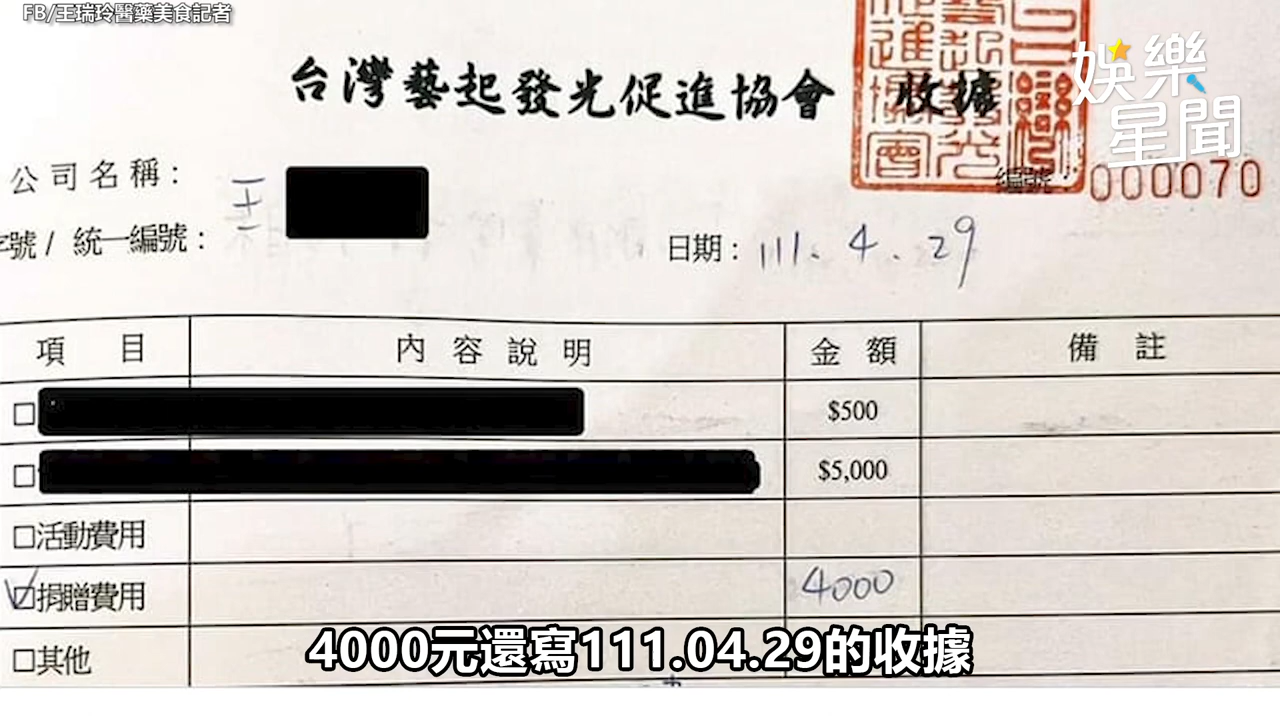 FB/王瑞玲醫藥美食記者
娛樂
星聞
台灣藝起發光促進協會 收據
編號: 000070
公司名稱: 王
號/統一編號:
日期: 111.4.29
項目 內容說明 金額 備註
$500
$5,000
活動費用
捐贈費用 4000
其他
4000元還寫111.04.29的收據